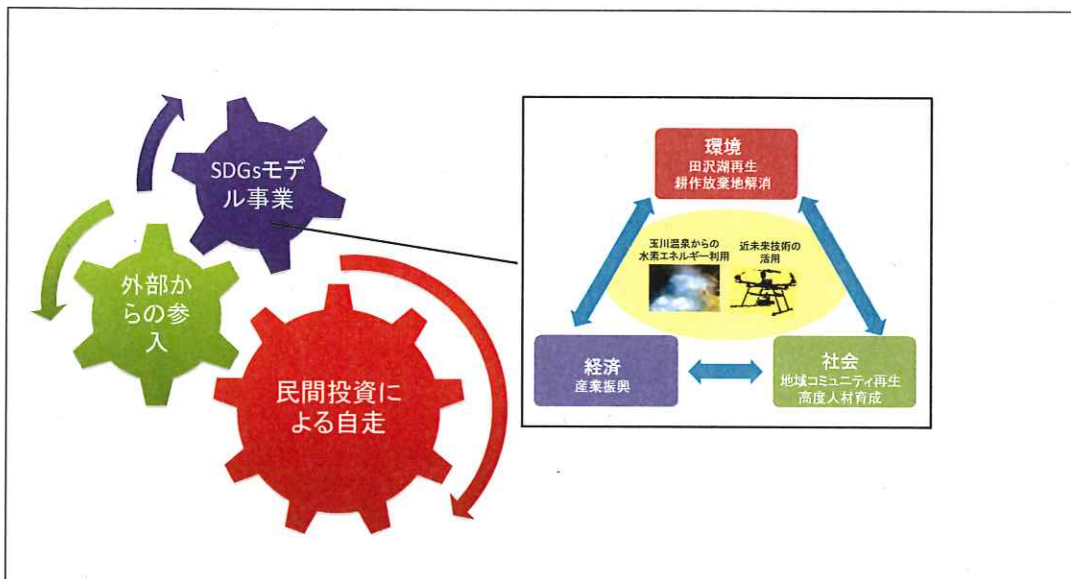 SDGsモデ
ル事業
外部か
らの参
入
民間投資に
よる自走
環境
田沢湖再生
耕作放棄地解消
玉川温泉からの
水素エネルギー利用
近未来技術の
活用
経済
産業振興
社会
地域コミュニティ再生
高度人材育成